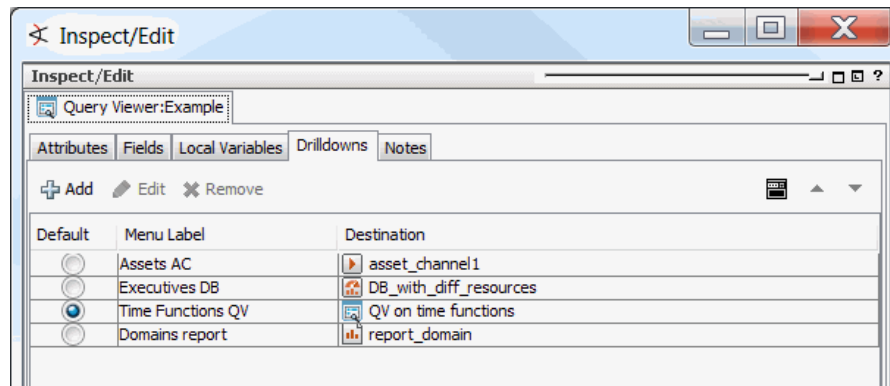 Inspect/Edit
Inspect/Edit ?
Query Viewer:Example
Attributes Fields Local Variables Drilldowns Notes
Add Edit Remove
Default Menu Label Destination
Assets AC asset_channel1
Executives DB DB_with_diff_resources
Time Functions QV QV on time functions
Domains report report_domain